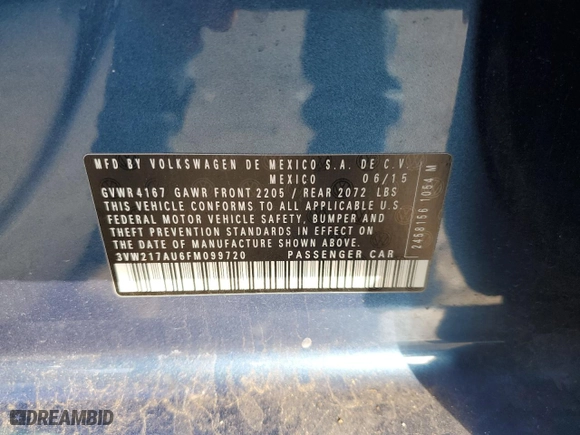 MFD BY VOLKSWAGEN DE MEXICO S.A. DE C.V.
MEXICO 06/15
GVWR 4167 GAWR FRONT 2205 / REAR 2072 LBS
THIS VEHICLE CONFORMS TO ALL APPLICABLE U.S.
FEDERAL MOTOR VEHICLE SAFETY, BUMPER AND
THEFT PREVENTION STANDARDS IN EFFECT ON
THE DATE OF MANUFACTURE SHOWN ABOVE.
3VW217AU6FM099720 PASSENGER CAR
2458156 1054 M
DREAMBID